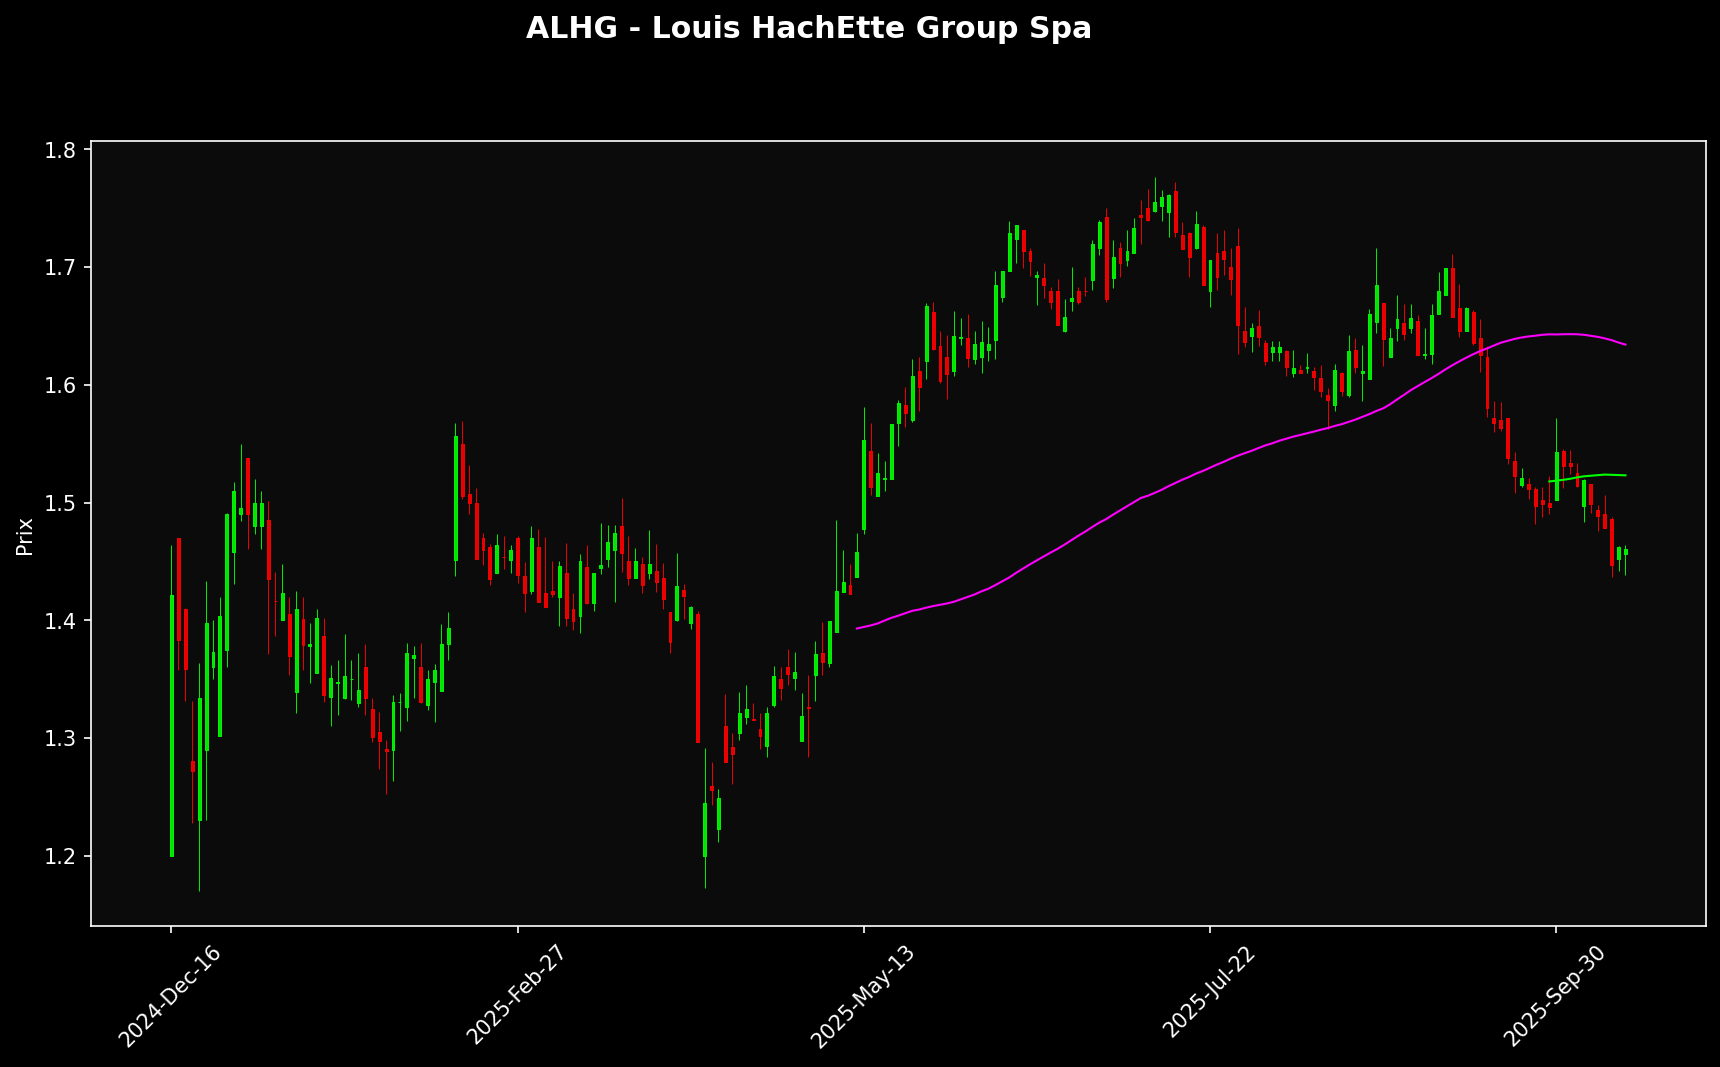 ALHG - Louis HachEtte Group Spa
Prix
1.8
1.7
1.6
1.5
1.4
1.3
1.2
2024-Dec-16
2025-Feb-27
2025-May-13
2025-Jul-22
2025-Sep-30